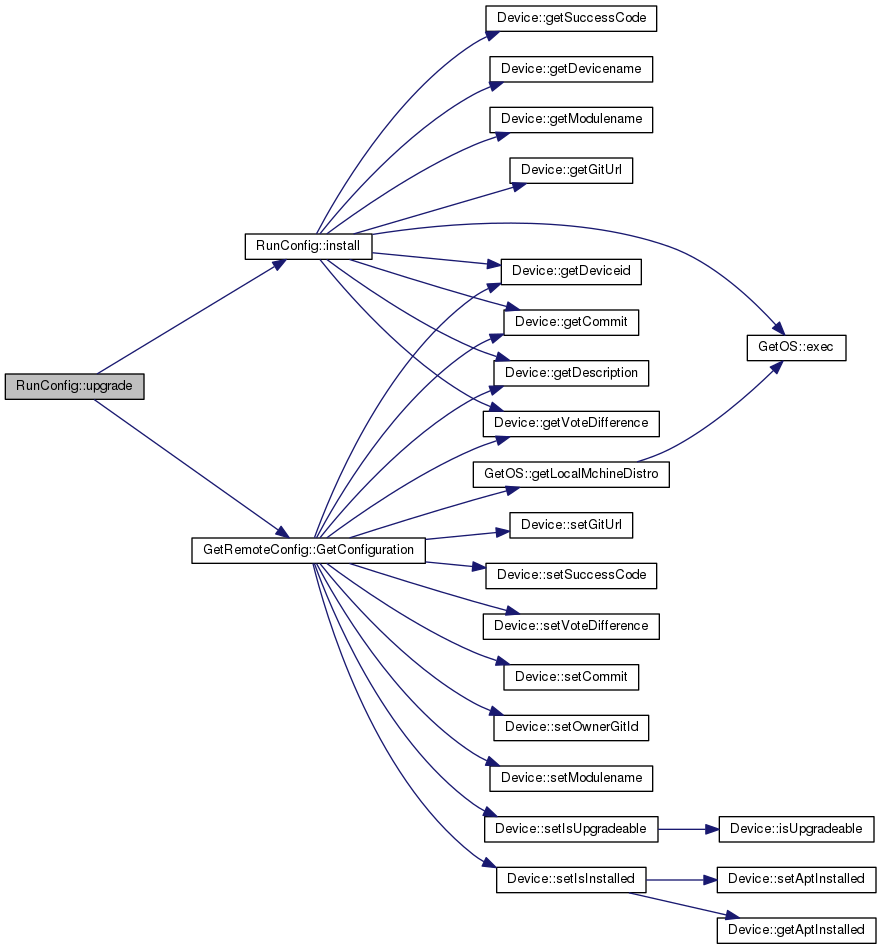 Device::getSuccessCode
Device::getDevicename
Device::getModulename
Device::getGitUrl
RunConfig::install
Device::getDeviceid
Device::getCommit
GetOS::exec
Device::getDescription
RunConfig::upgrade
Device::getVoteDifference
GetOS::getLocalMchineDistro
Device::setGitUrl
GetRemoteConfig::GetConfiguration
Device::setSuccessCode
Device::setVoteDifference
Device::setCommit
Device::setOwnerGitId
Device::setModulename
Device::setIsUpgradeable
Device::isUpgradeable
Device::setIsInstalled
Device::setAptInstalled
Device::getAptInstalled